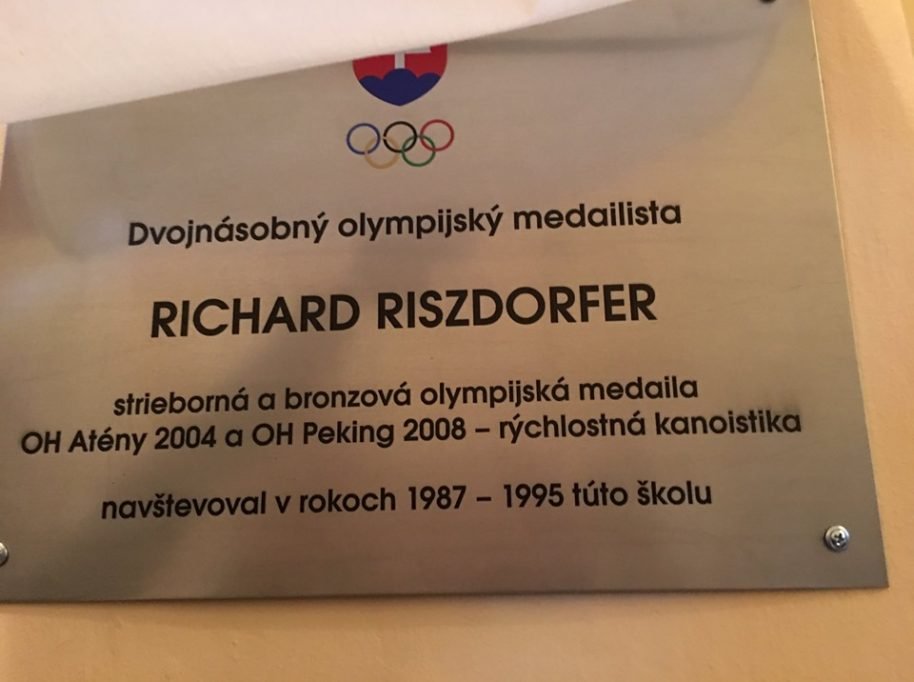 Dvojnásobný olympijský medailista
RICHARD RISZDORFER
strieborná a bronzová olympijská medaila
OH Atény 2004 a OH Peking 2008 – rýchlostná kanoistika
navštevoval v rokoch 1987 – 1995 túto školu